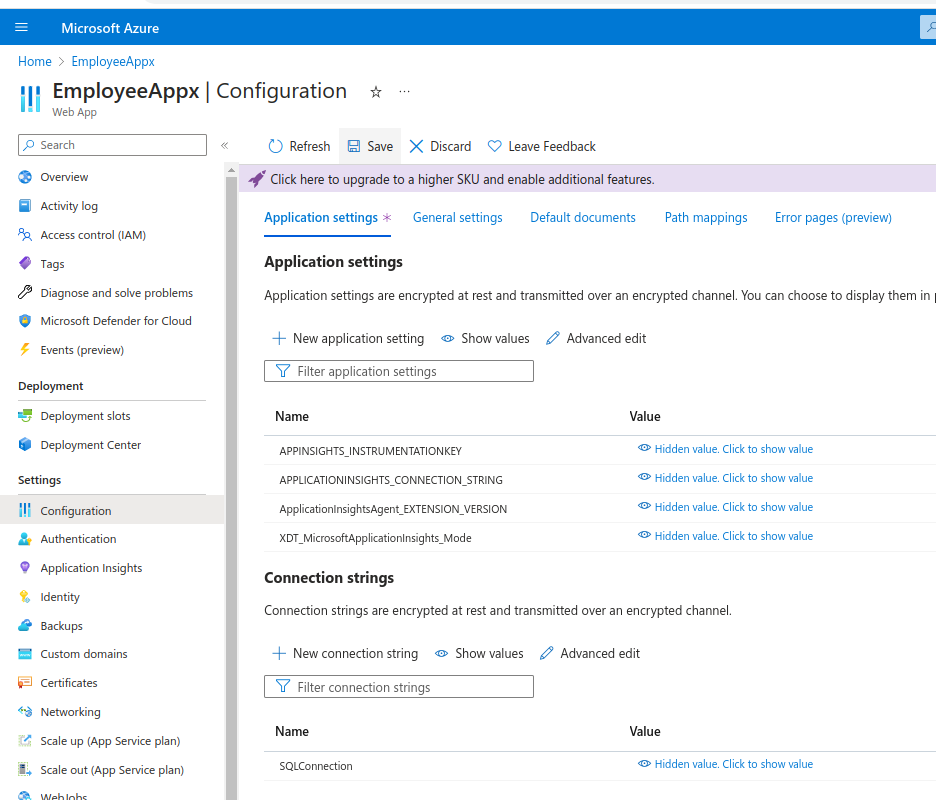 Microsoft Azure
Home > EmployeeAppx
EmployeeAppx | Configuration ☆ ...
Web App
Search «
Overview
Activity log
Access control (IAM)
Tags
Diagnose and solve problems
Microsoft Defender for Cloud
Events (preview)
Deployment
Deployment slots
Deployment Center
Settings
Configuration
Authentication
Application Insights
Identity
Backups
Custom domains
Certificates
Networking
Scale up (App Service plan)
Scale out (App Service plan)
WebJobs
Refresh Save Discard Leave Feedback
Click here to upgrade to a higher SKU and enable additional features.
Application settings * General settings Default documents Path mappings Error pages (preview)
Application settings
Application settings are encrypted at rest and transmitted over an encrypted channel. You can choose to display them in
New application setting Show values Advanced edit
Filter application settings
Name Value
APPINSIGHTS_INSTRUMENTATIONKEY Hidden value. Click to show value
APPLICATIONINSIGHTS_CONNECTION_STRING Hidden value. Click to show value
ApplicationInsightsAgent_EXTENSION_VERSION Hidden value. Click to show value
XDT_MicrosoftApplicationInsights_Mode Hidden value. Click to show value
Connection strings
Connection strings are encrypted at rest and transmitted over an encrypted channel.
New connection string Show values Advanced edit
Filter connection strings
Name Value
SQLConnection Hidden value. Click to show value